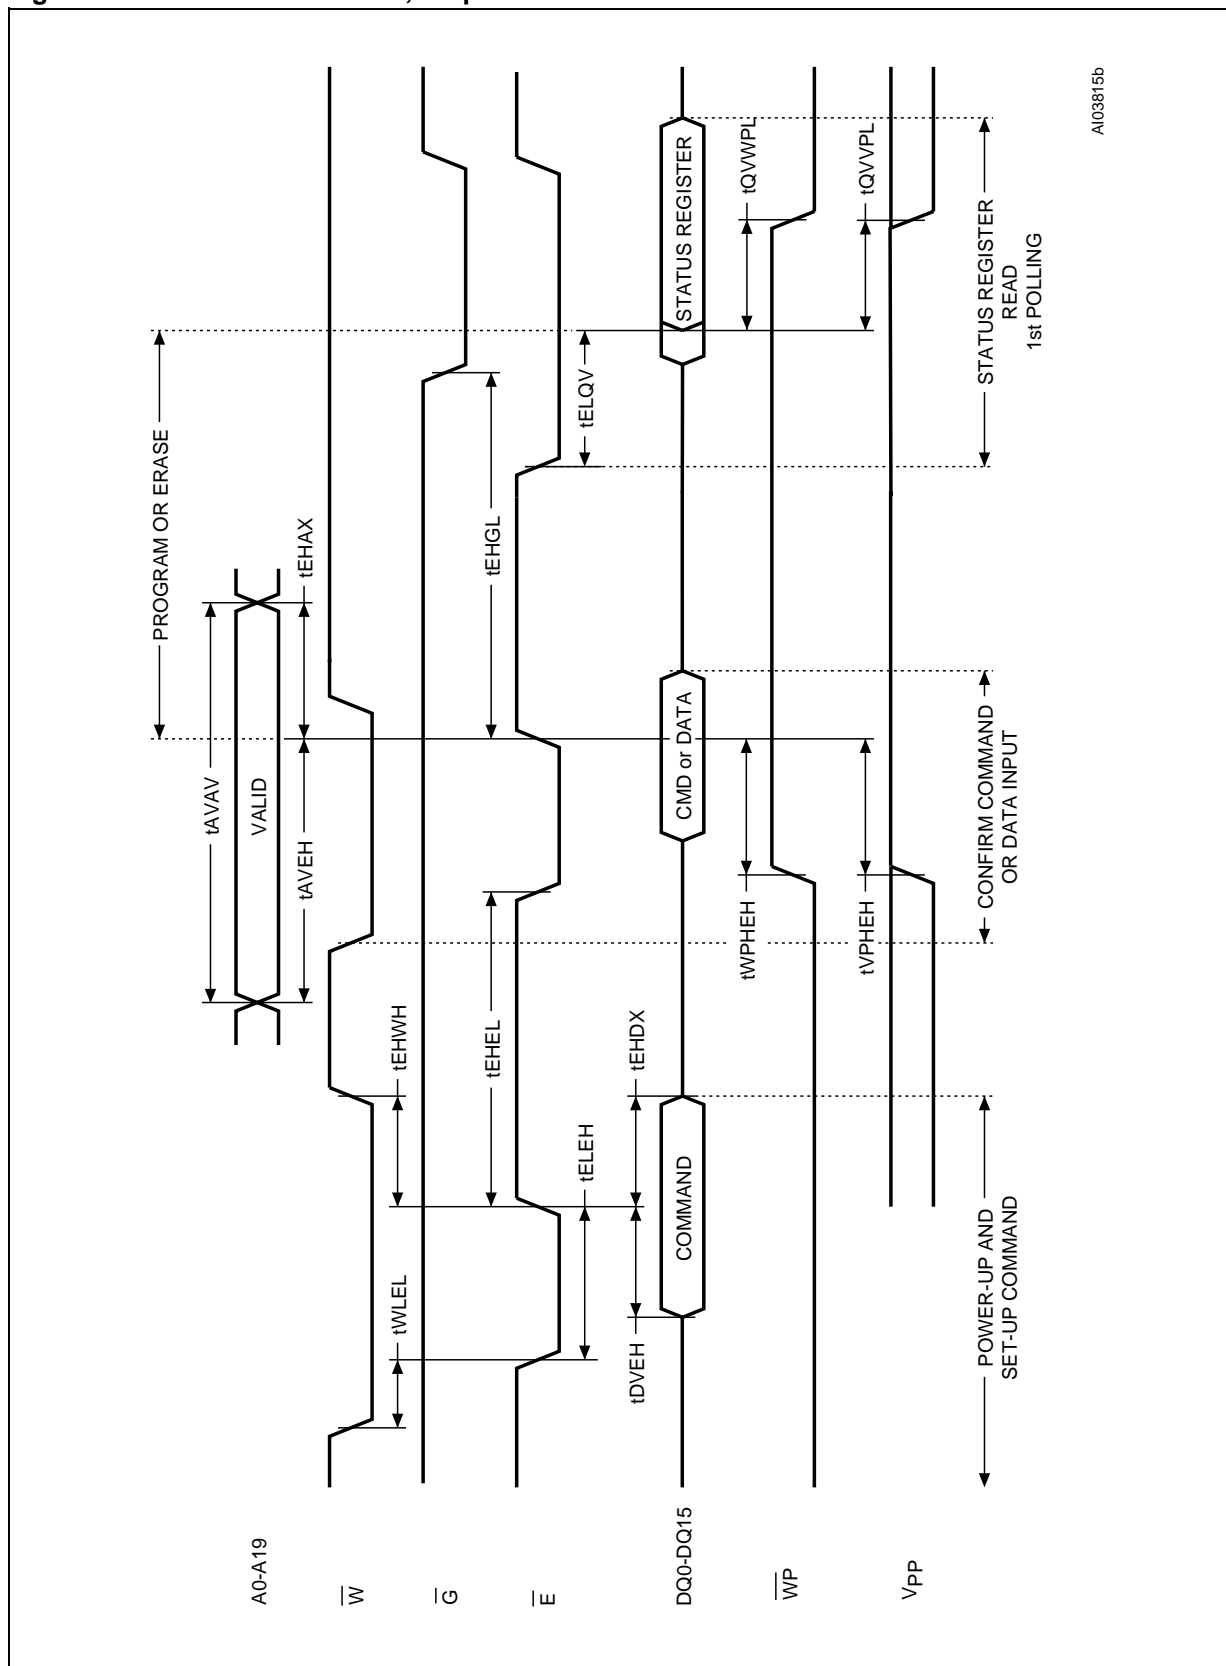 A0-A19
VALID
tAVAV
tAVEH
tEHAX
PROGRAM OR ERASE
W
tWLEL
tEHWH
G
tEHEL
tEHGL
E
tELEH
tELQV
tDVEH
tEHDX
DQ0-DQ15
COMMAND
CMD or DATA
STATUS REGISTER
WP
tWPHEH
tQVWPL
VPP
tVPHEH
tQVVPL
POWER-UP AND
SET-UP COMMAND
CONFIRM COMMAND
OR DATA INPUT
STATUS REGISTER
READ
1st POLLING
AI03815b